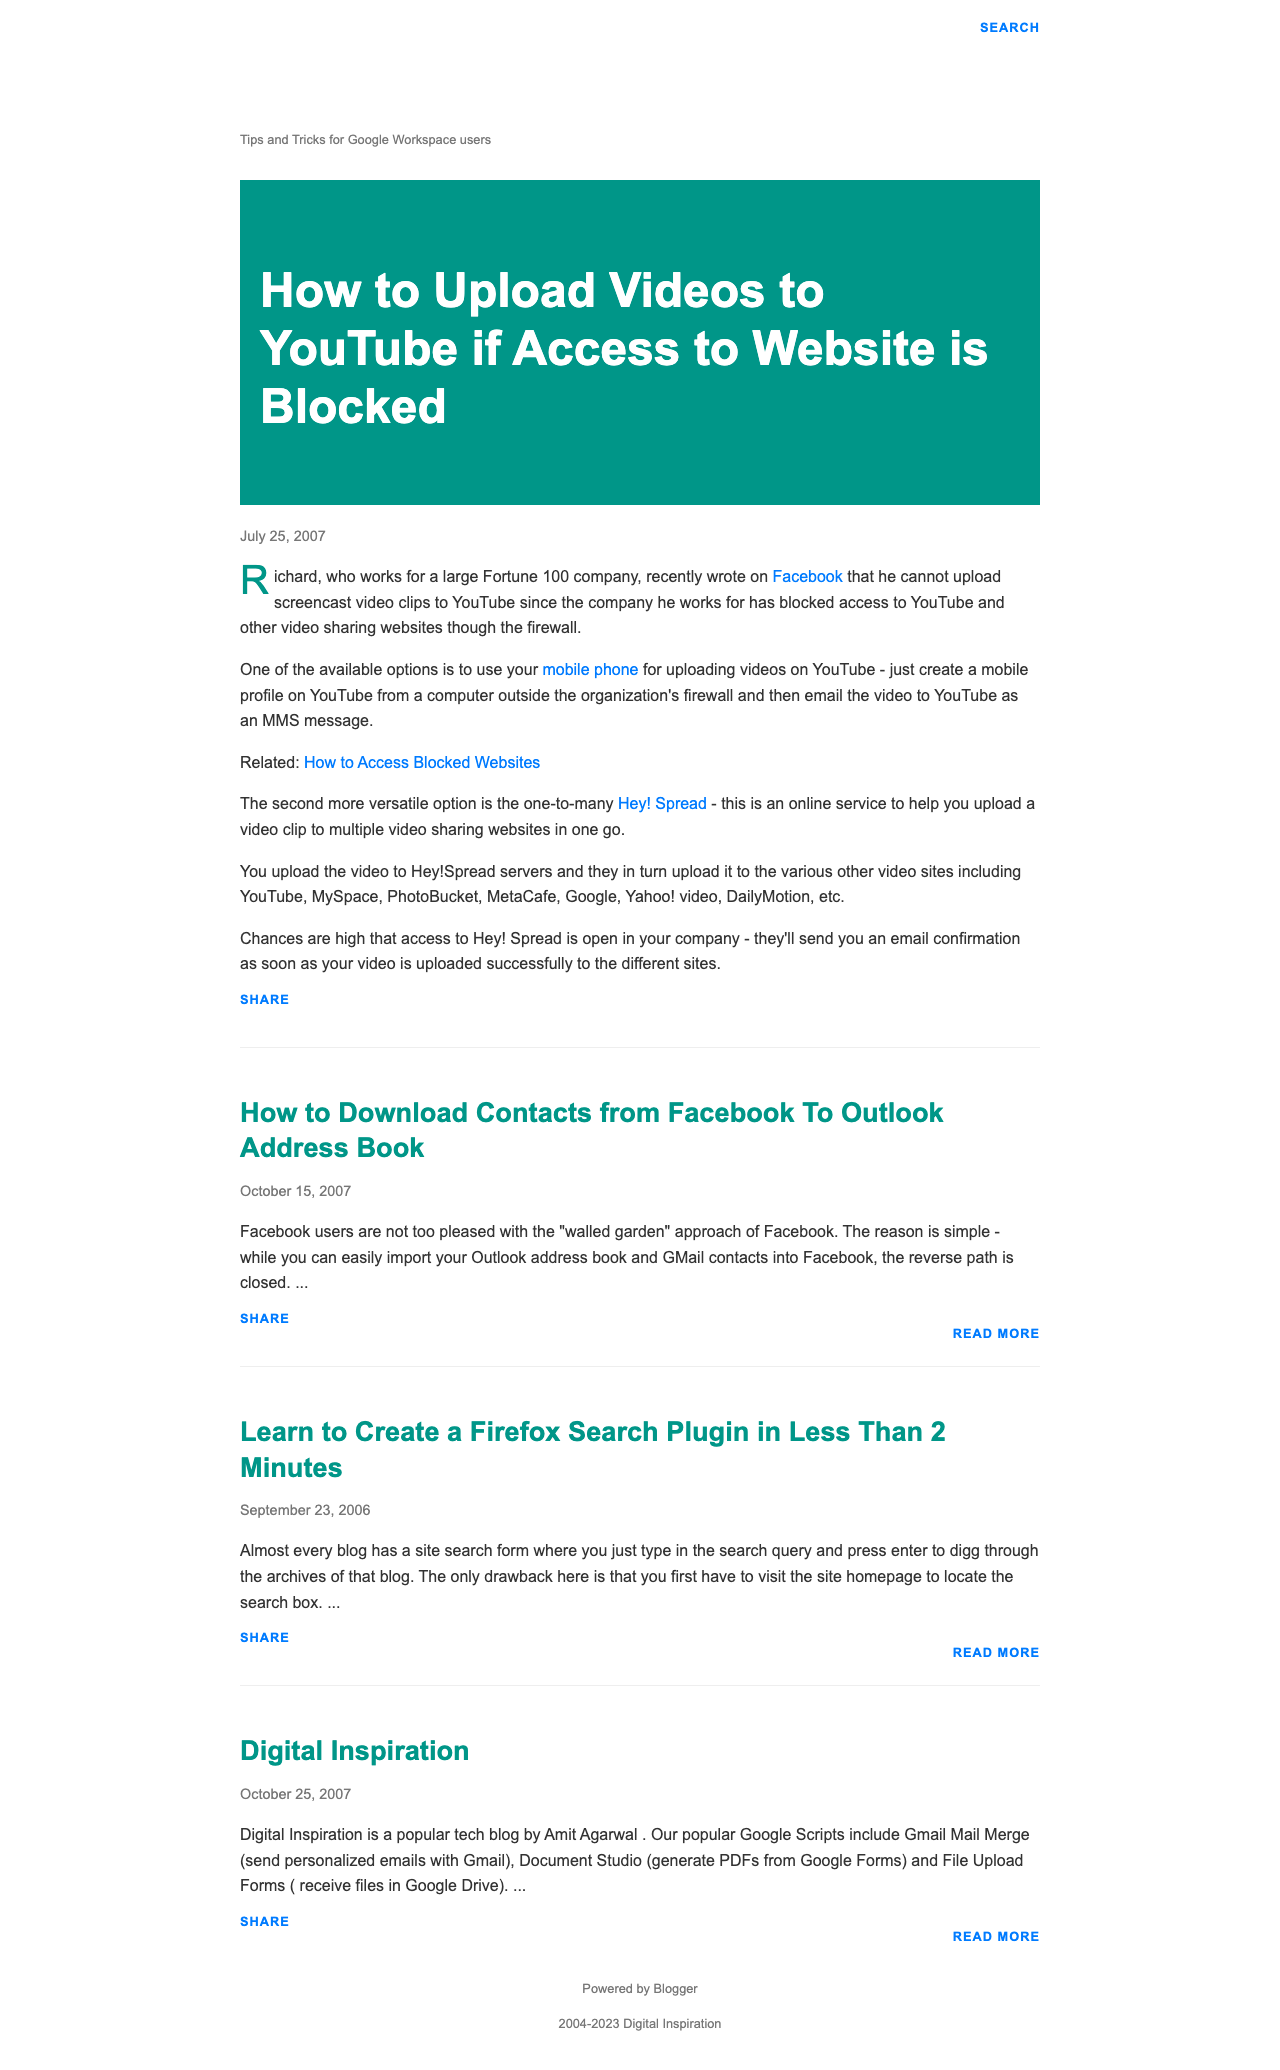 SEARCH
Tips and Tricks for Google Workspace users
How to Upload Videos to
YouTube if Access to Website is
Blocked
July 25, 2007
Richard, who works for a large Fortune 100 company, recently wrote on Facebook that he cannot upload
screencast video clips to YouTube since the company he works for has blocked access to YouTube and
other video sharing websites though the firewall.
One of the available options is to use your mobile phone for uploading videos on YouTube - just create a mobile
profile on YouTube from a computer outside the organization's firewall and then email the video to YouTube as
an MMS message.
Related: How to Access Blocked Websites
The second more versatile option is the one-to-many Hey! Spread - this is an online service to help you upload a
video clip to multiple video sharing websites in one go.
You upload the video to Hey!Spread servers and they in turn upload it to the various other video sites including
YouTube, MySpace, PhotoBucket, MetaCafe, Google, Yahoo! video, DailyMotion, etc.
Chances are high that access to Hey! Spread is open in your company - they'll send you an email confirmation
as soon as your video is uploaded successfully to the different sites.
SHARE
How to Download Contacts from Facebook To Outlook
Address Book
October 15, 2007
Facebook users are not too pleased with the "walled garden" approach of Facebook. The reason is simple -
while you can easily import your Outlook address book and GMail contacts into Facebook, the reverse path is
closed. ...
SHARE
READ MORE
Learn to Create a Firefox Search Plugin in Less Than 2
Minutes
September 23, 2006
Almost every blog has a site search form where you just type in the search query and press enter to digg through
the archives of that blog. The only drawback here is that you first have to visit the site homepage to locate the
search box. ...
SHARE
READ MORE
Digital Inspiration
October 25, 2007
Digital Inspiration is a popular tech blog by Amit Agarwal . Our popular Google Scripts include Gmail Mail Merge
(send personalized emails with Gmail), Document Studio (generate PDFs from Google Forms) and File Upload
Forms ( receive files in Google Drive). ...
SHARE
READ MORE
Powered by Blogger
2004-2023 Digital Inspiration